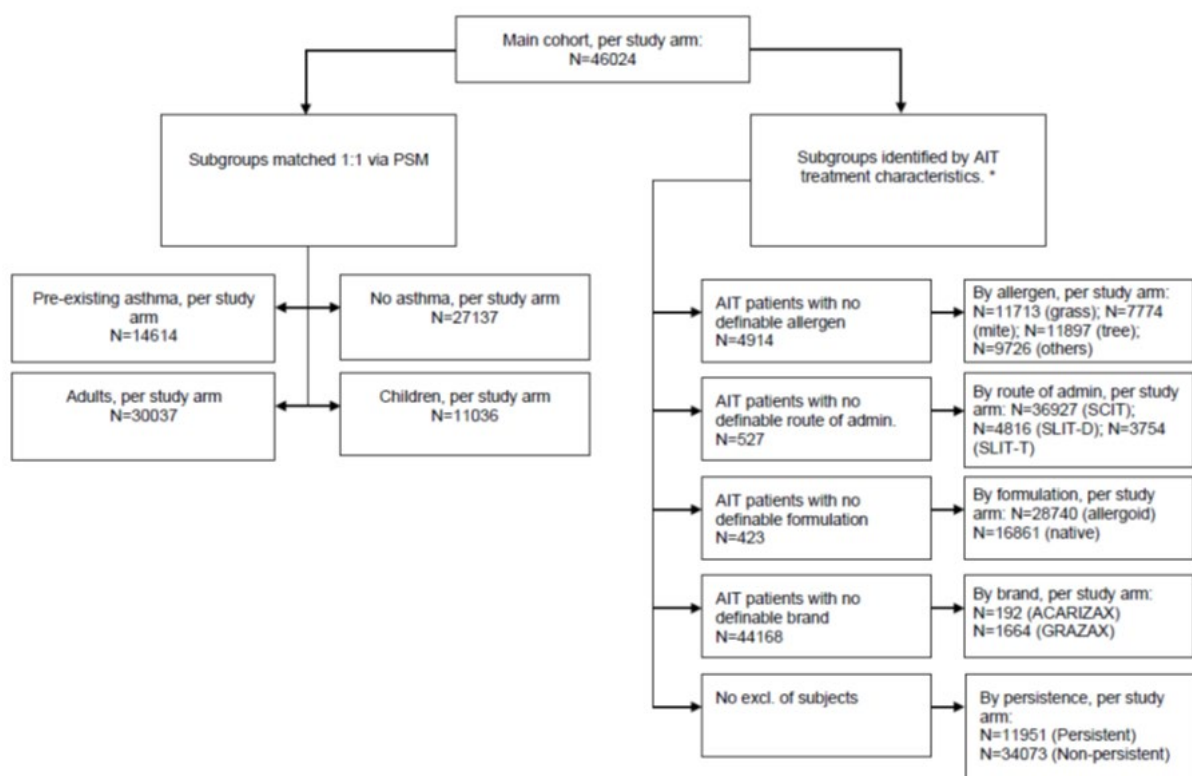 Main cohort, per study arm:
N=46024
Subgroups matched 1:1 via PSM
Subgroups identified by AIT
treatment characteristics. *
Pre-existing asthma, per study
arm
N=14614
No asthma, per study arm
N=27137
Adults, per study arm
N=30037
Children, per study arm
N=11036
AIT patients with no
definable allergen
N=4914
By allergen, per study arm:
N=11713 (grass); N=7774
(mite); N=11897 (tree);
N=9726 (others)
AIT patients with no
definable route of admin.
N=527
By route of admin, per study
arm: N=36927 (SCIT);
N=4816 (SLIT-D); N=3754
(SLIT-T)
AIT patients with no
definable formulation
N=423
By formulation, per study
arm: N=28740 (allergoid)
N=16861 (native)
AIT patients with no
definable brand
N=44168
By brand, per study arm:
N=192 (ACARIZAX)
N=1664 (GRAZAX)
No excl. of subjects
By persistence, per study
arm:
N=11951 (Persistent)
N=34073 (Non-persistent)